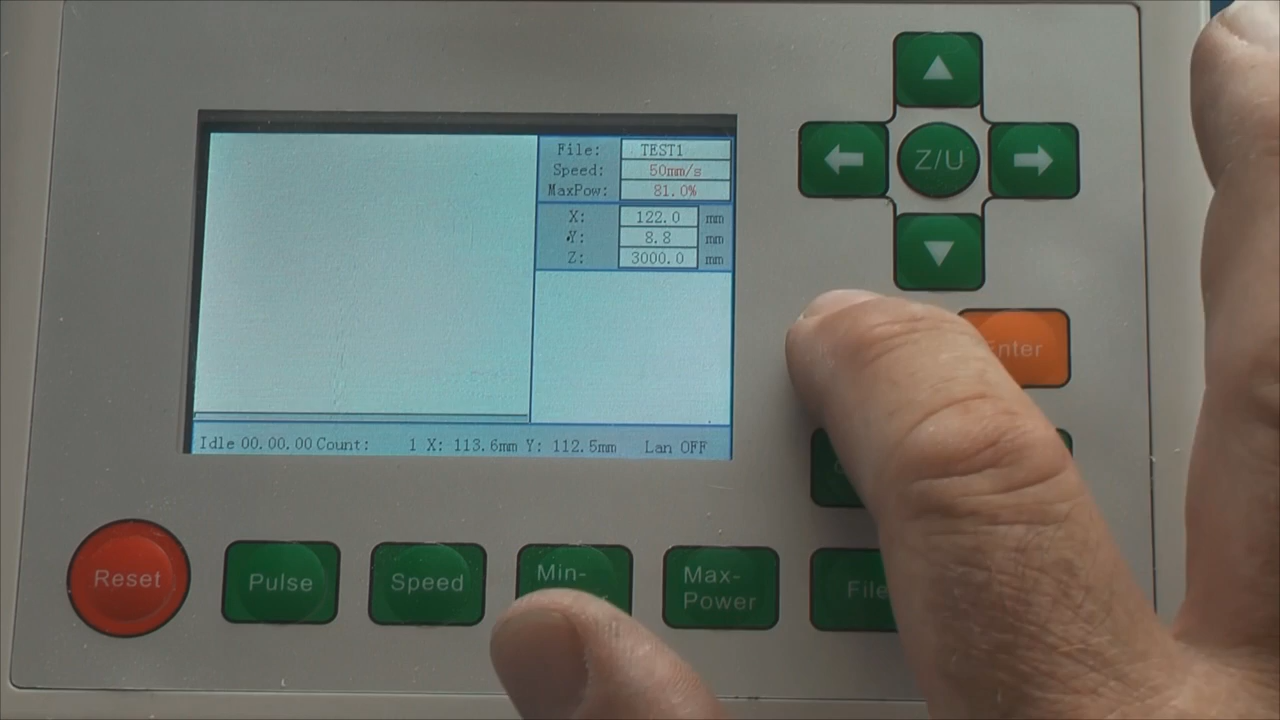 File: TEST1
Speed: 50mm/s
MaxPow: 81.0%
X: 122.0 mm
Y: 8.8 mm
Z: 3000.0 mm
Idle 00.00.00 Count: 1 X: 113.6mm Y: 112.5mm Lan OFF
Z/U
Reset
Pulse
Speed
Min-
Max-
Power
File